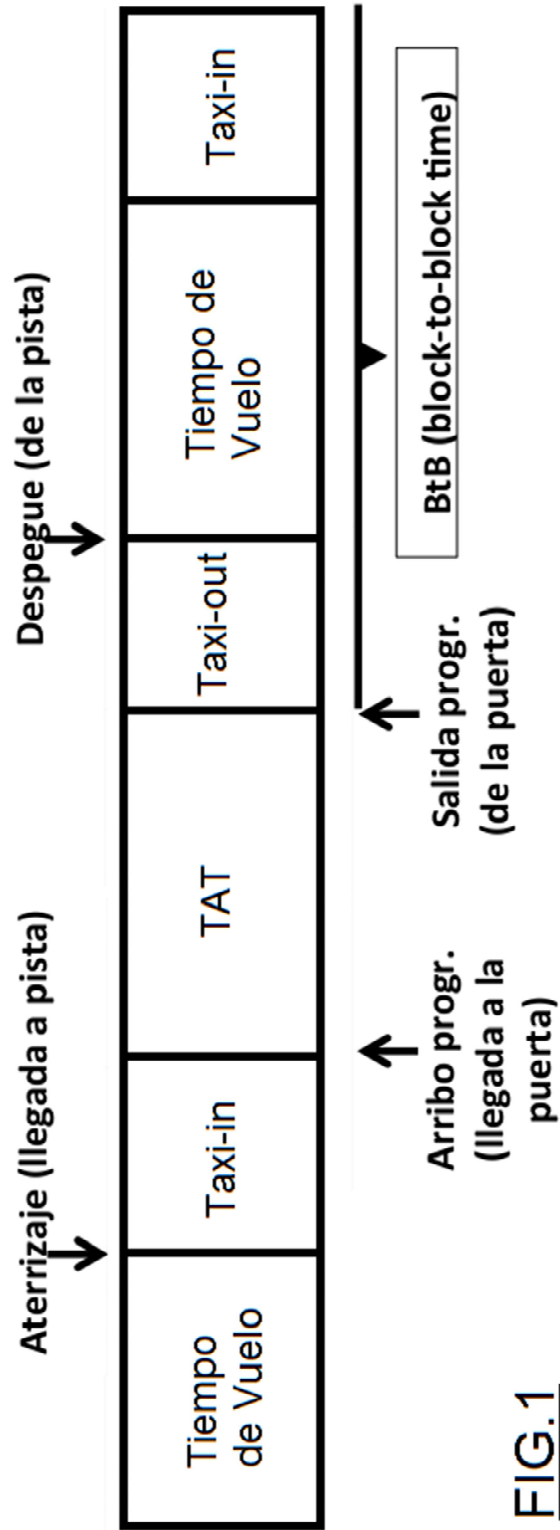 Aterrizaje (llegada a pista)
Despegue (de la pista)
Tiempo
de Vuelo
Taxi-in
TAT
Taxi-out
Tiempo de
Vuelo
Taxi-in
Arribo progr.
(llegada a la
puerta)
Salida progr.
(de la puerta)
BtB (block-to-block time)
FIG.1